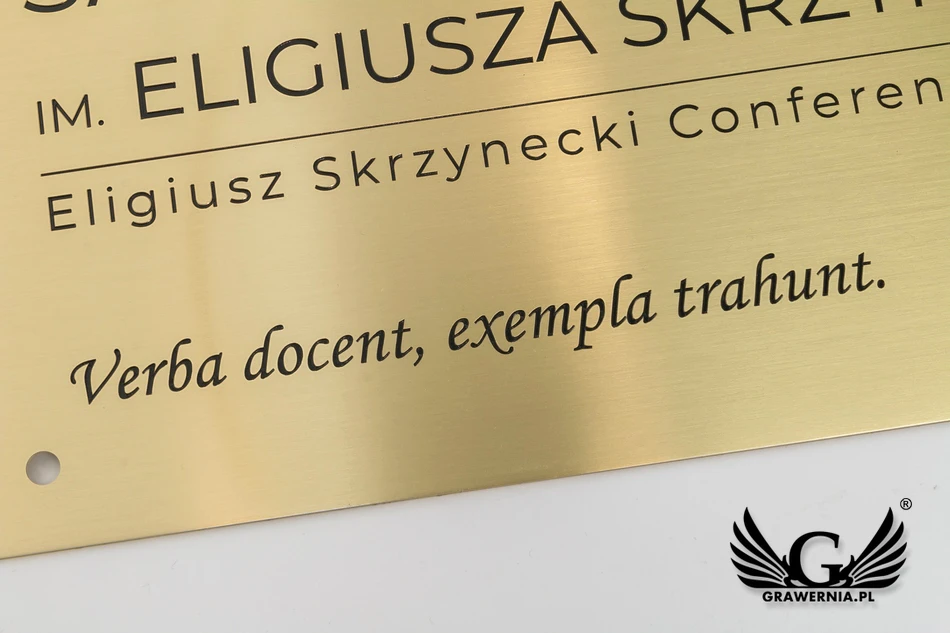 IM. ELIGIUSZA
Eligiusz Skrzynecki
Verba docent, exempla trahunt.
G ®
GRAWERNIA.PL